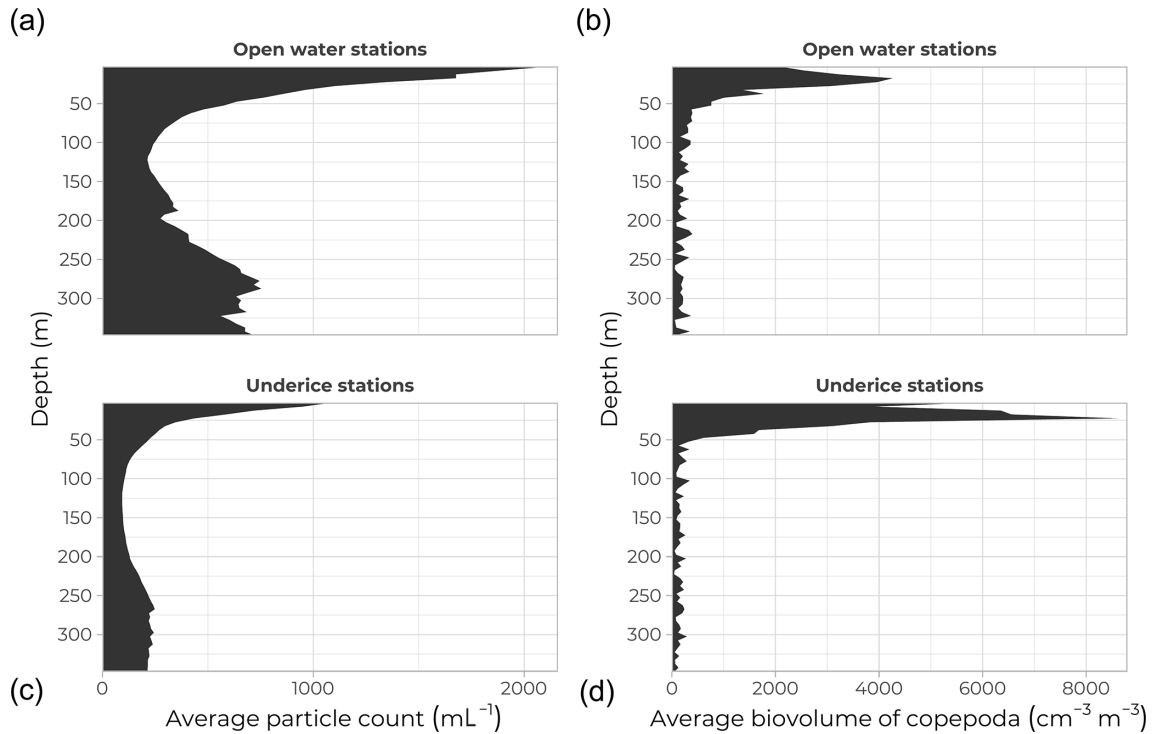 (a)
(b)
Open water stations
Open water stations
50
100
150
200
250
300
50
100
150
200
250
300
Depth (m)
Depth (m)
Underice stations
Underice stations
50
100
150
200
250
300
50
100
150
200
250
300
(c)
(d)
0 1000 2000
0 2000 4000 6000 8000
Average particle count (mL⁻¹)
Average biovolume of copepoda (cm⁻³ m⁻³)